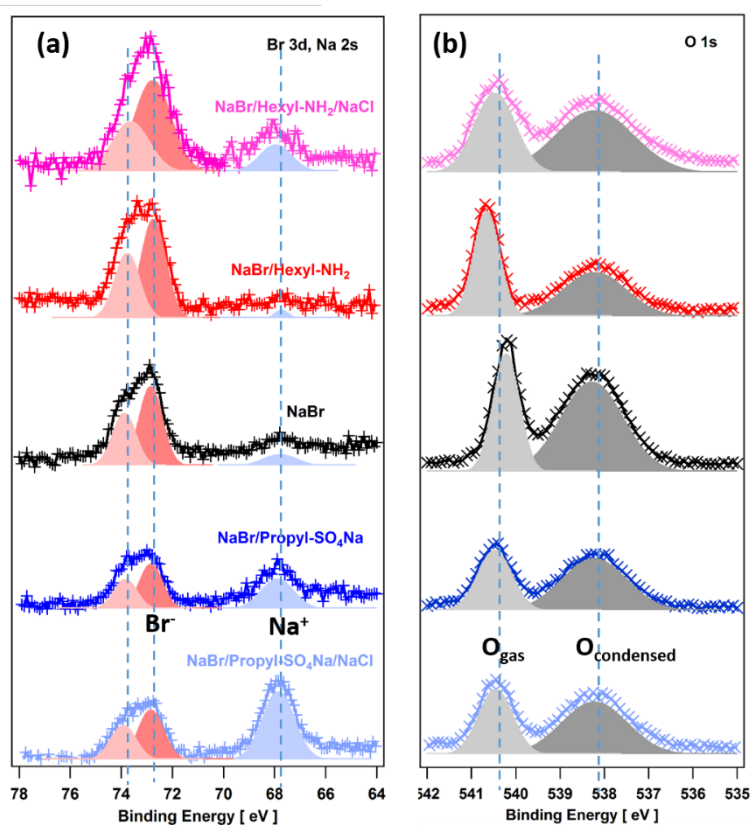 (a)
Br 3d, Na 2s
NaBr/Hexyl-NH₂/NaCl
NaBr/Hexyl-NH₂
NaBr
NaBr/Propyl-SO₄Na
Br⁻
Na⁺
NaBr/Propyl-SO₄Na/NaCl
78 76 74 72 70 68 66 64
Binding Energy [ eV]
(b)
O 1s
O gas
O condensed
542 541 540 539 538 537 536 535
Binding Energy [ eV]